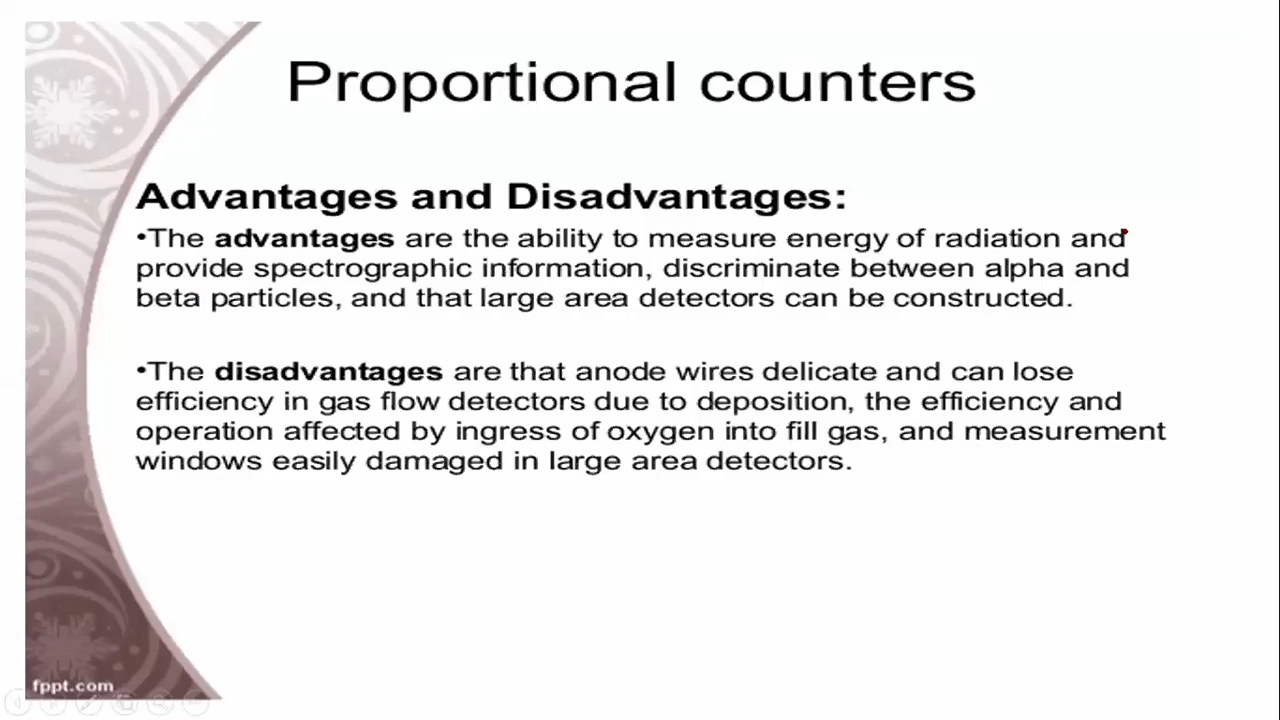 Proportional counters
Advantages and Disadvantages:
•The advantages are the ability to measure energy of radiation and
provide spectrographic information, discriminate between alpha and
beta particles, and that large area detectors can be constructed.
•The disadvantages are that anode wires delicate and can lose
efficiency in gas flow detectors due to deposition, the efficiency and
operation affected by ingress of oxygen into fill gas, and measurement
windows easily damaged in large area detectors.
fppt.com